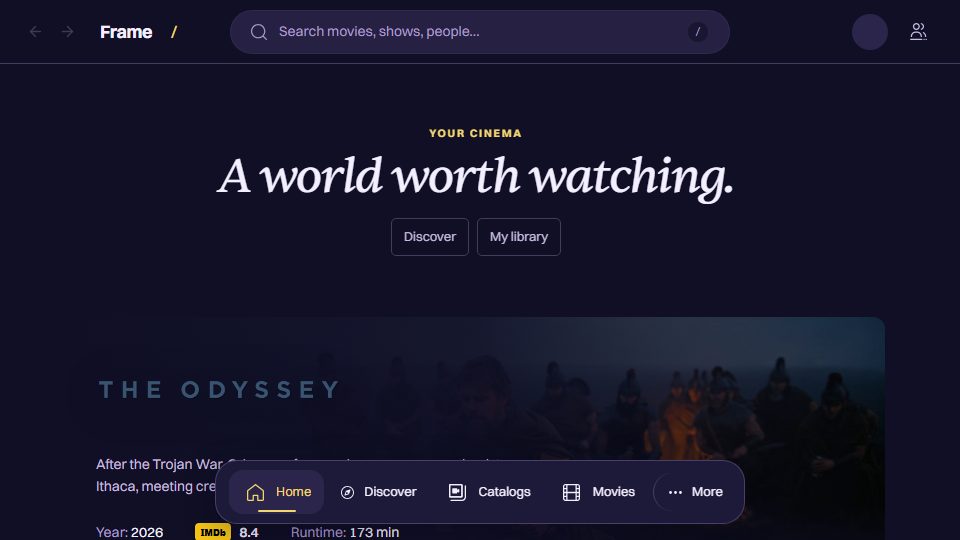 Frame /
Search movies, shows, people... /
YOUR CINEMA
A world worth watching.
Discover My library
THE ODYSSEY
After the Trojan War
Ithaca, meeting
Home Discover Catalogs Movies More
Year: 2026 IMDb 8.4 Runtime: 173 min